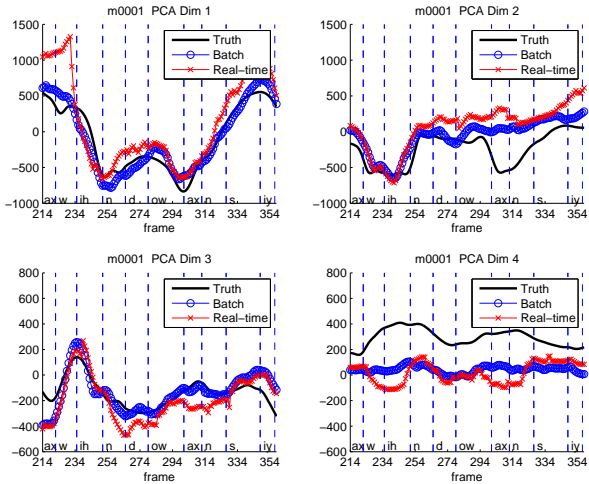 m0001 PCA Dim 1
1500
1000
500
0
−500
−1000
Truth
Batch
Real−time
ax w ih n d ow ax n s iy
214 234 254 274 294 314 334 354
frame
m0001 PCA Dim 2
1500
1000
500
0
−500
−1000
Truth
Batch
Real−time
ax w ih n d ow ax n s iy
214 234 254 274 294 314 334 354
frame
m0001 PCA Dim 3
800
600
400
200
0
−200
−400
−600
Truth
Batch
Real−time
ax w ih n d ow ax n s iy
214 234 254 274 294 314 334 354
frame
m0001 PCA Dim 4
800
600
400
200
0
−200
−400
−600
Truth
Batch
Real−time
ax w ih n d ow ax n s iy
214 234 254 274 294 314 334 354
frame